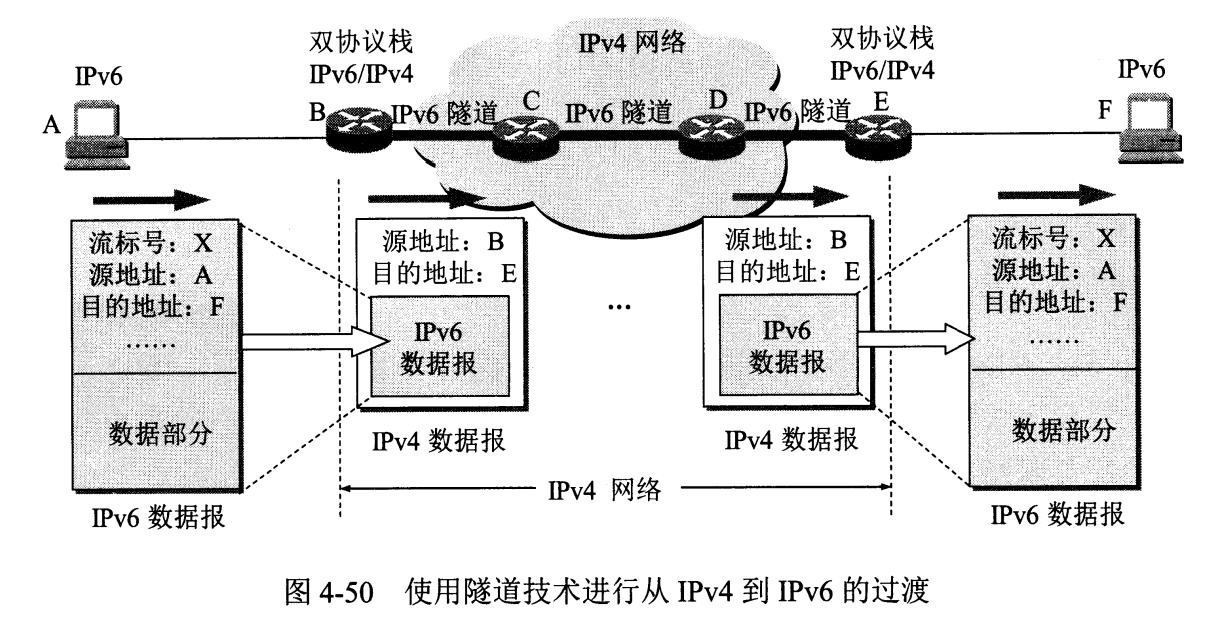 IPv4 网络
双协议栈
IPv6/IPv4
双协议栈
IPv6/IPv4
IPv6
IPv6
A
B
IPv6 隧道
C
IPv6 隧道
D
IPv6 隧道
E
F
流标号：X
源地址：A
目的地址：F
……
数据部分
IPv6 数据报
源地址：B
目的地址：E
IPv6
数据报
IPv4 数据报
...
源地址：B
目的地址：E
IPv6
数据报
IPv4 数据报
流标号：X
源地址：A
目的地址：F
……
数据部分
IPv6 数据报
IPv4 网络
图 4-50 使用隧道技术进行从 IPv4 到 IPv6 的过渡